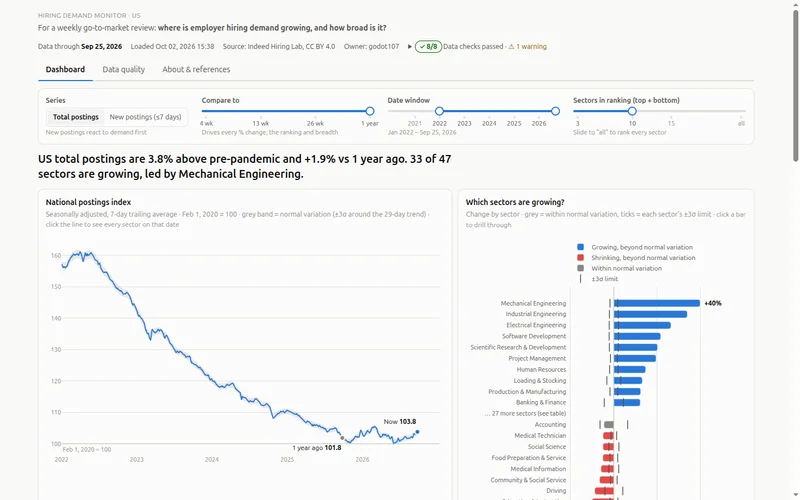 HIRING DEMAND MONITOR · US
For a weekly go-to-market review: where is employer hiring demand growing, and how broad is it?
Data through Sep 25, 2026 Loaded Oct 02, 2026 15:38 Source: Indeed Hiring Lab, CC BY 4.0 Owner: godot107 ▶ ✓ 8/8 Data checks passed · ⚠ 1 warning
Dashboard Data quality About & references
Series
Total postings New postings (≤7 days)
New postings react to demand first
Compare to
4 wk 13 wk 26 wk 1 year
Drives every % change, the ranking and breadth
Date window
2021 2022 2023 2024 2025 2026
Jan 2022 – Sep 25, 2026
Sectors in ranking (top + bottom)
5 10 15 all
Slide to "all" to rank every sector
US total postings are 3.8% above pre-pandemic and +1.9% vs 1 year ago. 33 of 47
sectors are growing, led by Mechanical Engineering.
National postings index
Seasonally adjusted, 7-day trailing average · Feb 1, 2020 = 100 · grey band = normal variation (±3σ around the 29-day trend) ·
click the line to see every sector on that date
160
150
140
130
120
110
100
Now 103.8
1 year ago 101.8
Feb 1, 2020 = 100
2022 2023 2024 2025 2026
Which sectors are growing?
Change by sector · grey = within normal variation, ticks = each sector's ±3σ limit · click a bar
to drill through
Growing, beyond normal variation
Shrinking, beyond normal variation
Within normal variation
±3σ limit
Mechanical Engineering +40%
Industrial Engineering
Electrical Engineering
Software Development
Scientific Research & Development
Project Management
Human Resources
Loading & Stocking
Production & Manufacturing
Banking & Finance
... 27 more sectors (see table)
Accounting
Medical Technician
Social Science
Food Preparation & Service
Medical Information
Community & Social Service
Driving